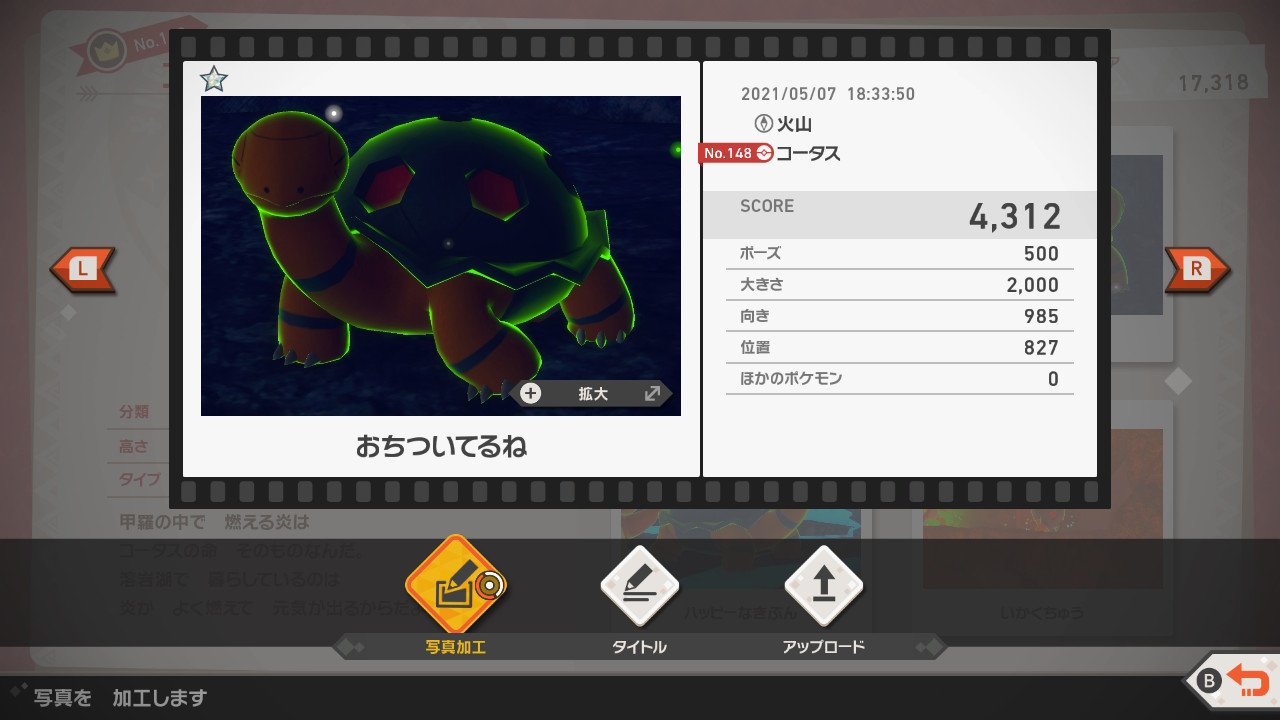 No.1
17,318
2021/05/07 18:33:50
火山
No.148 コータス
SCORE 4,312
ポーズ 500
大きさ 2,000
向き 985
位置 827
ほかのポケモン 0
L
R
+ 拡大
おちついてるね
分類
高さ
タイプ
甲羅の中で 燃える炎は
コータスの命 そのものなんだ。
溶岩湖で 暮らしているのは
よく燃えて 元気が出るからだ
ハッピーなきぶん
いかくちゅう
写真加工
タイトル
アップロード
B
写真を 加工します